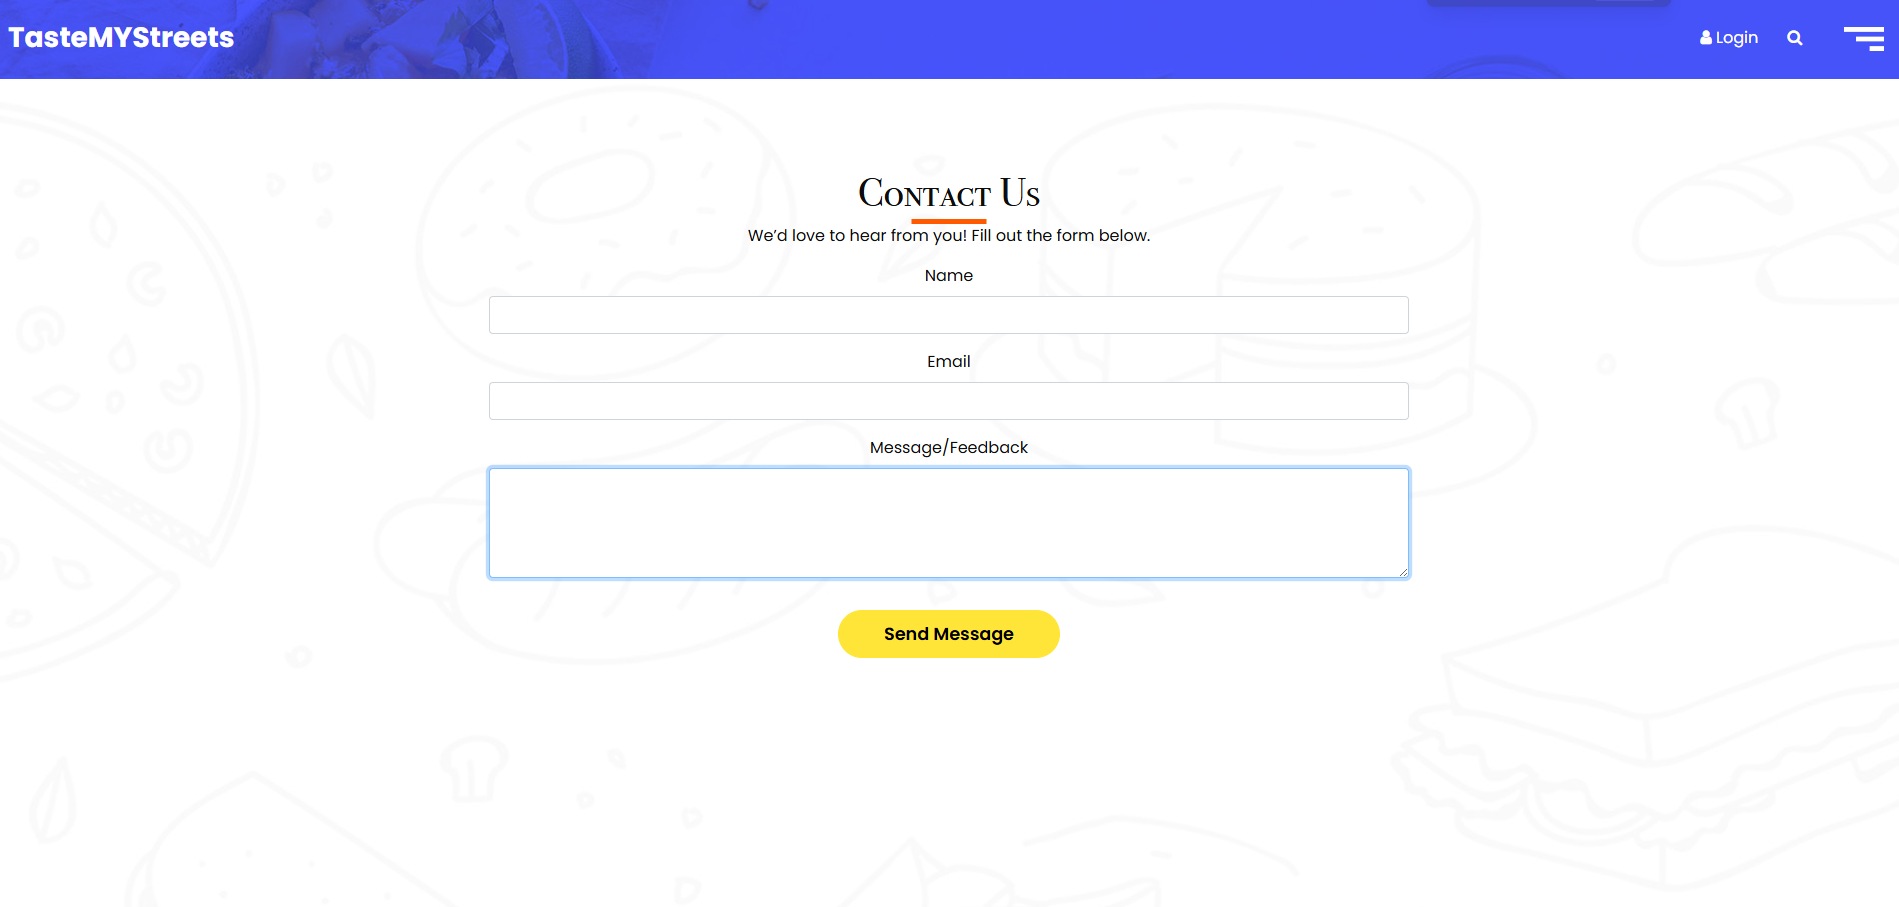 TasteMYStreets
Login
Contact Us
We’d love to hear from you! Fill out the form below.
Name
Email
Message/Feedback
Send Message